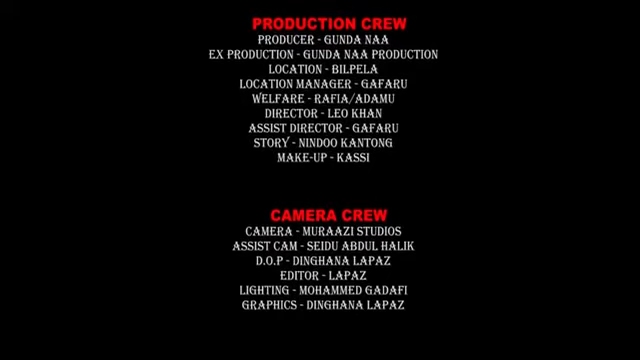 PRODUCTION CREW
PRODUCER - GUNDA NAA
EX PRODUCTION - GUNDA NAA PRODUCTION
LOCATION - BILPELA
LOCATION MANAGER - GAFARU
WELFARE - RAFIA/ADAMU
DIRECTOR - LEO KHAN
ASSIST DIRECTOR - GAFARU
STORY - NINDOO KANTONG
MAKE-UP - KASSI
CAMERA CREW
CAMERA - MURAAZI STUDIOS
ASSIST CAM - SEIDU ABDUL HALIK
D.O.P - DINGHANA LAPAZ
EDITOR - LAPAZ
LIGHTING - MOHAMMED GADAFI
GRAPHICS - DINGHANA LAPAZ